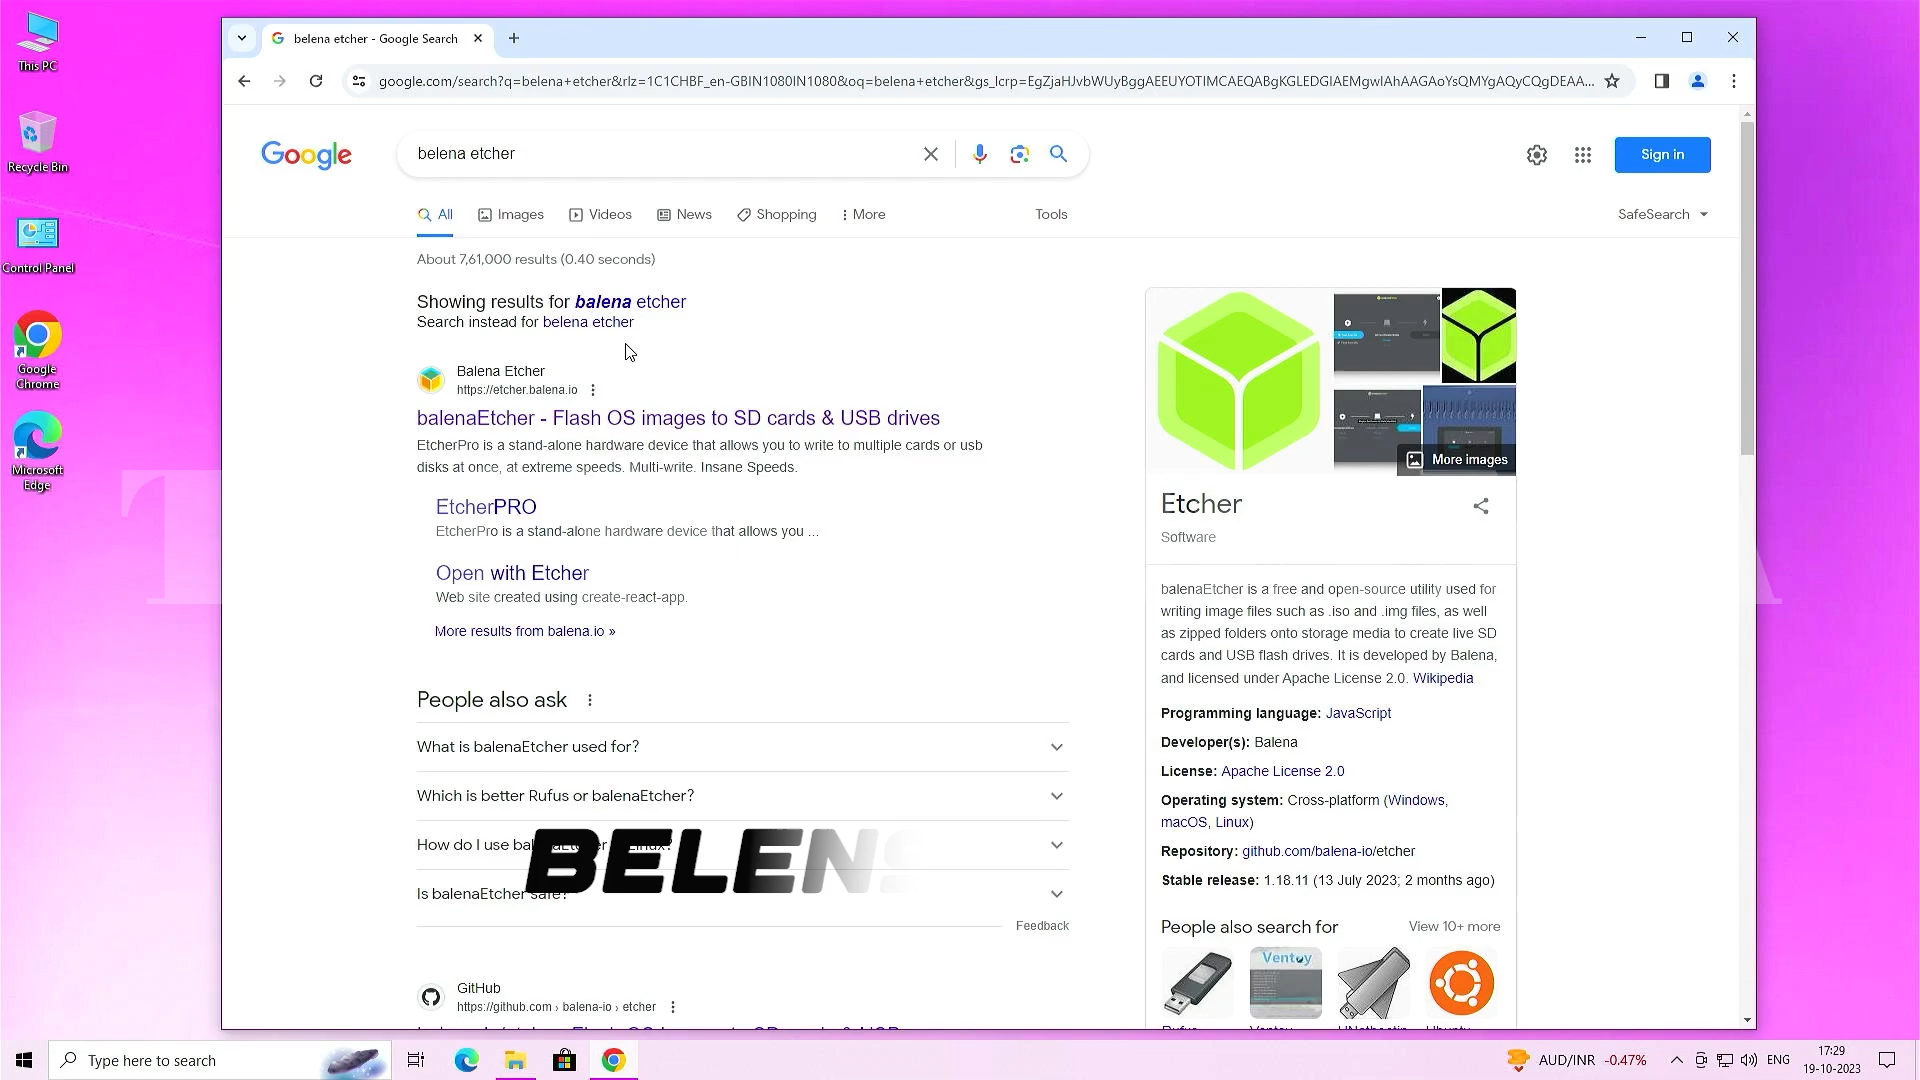 This PC
Recycle Bin
Control Panel
Google
Chrome
Microsoft
Edge
belena etcher - Google Search
google.com/search?q=belena+etcher&rlz=1C1CHBF_en-GBIN1080IN1080&oq=belena+etcher&gs_lcrp=EgZjaHJvbWUyBggAEEUYOTIMCAEQABgKGLEDGIAEMgwIAhAAGAoYsQMYgAQyCQgDEAA...
Google
belena etcher
Sign in
All
Images
Videos
News
Shopping
More
Tools
SafeSearch
About 7,61,000 results (0.40 seconds)
Showing results for balena etcher
Search instead for belena etcher
Balena Etcher
https://etcher.balena.io
balenaEtcher - Flash OS images to SD cards & USB drives
EtcherPro is a stand-alone hardware device that allows you to write to multiple cards or usb
disks at once, at extreme speeds. Multi-write. Insane Speeds.
EtcherPRO
EtcherPro is a stand-alone hardware device that allows you ...
Open with Etcher
Web site created using create-react-app.
More results from balena.io »
People also ask
What is balenaEtcher used for?
Which is better Rufus or balenaEtcher?
How do I use balenaEtcher Linux?
BELENS
Is balenaEtcher safe?
Feedback
GitHub
https://github.com › balena-io › etcher
More images
Etcher
Software
balenaEtcher is a free and open-source utility used for
writing image files such as .iso and .img files, as well
as zipped folders onto storage media to create live SD
cards and USB flash drives. It is developed by Balena,
and licensed under Apache License 2.0. Wikipedia
Programming language: JavaScript
Developer(s): Balena
License: Apache License 2.0
Operating system: Cross-platform (Windows,
macOS, Linux)
Repository: github.com/balena-io/etcher
Stable release: 1.18.11 (13 July 2023; 2 months ago)
People also search for
View 10+ more
Ventoy
Type here to search
AUD/INR -0.47%
ENG
17:29
19-10-2023